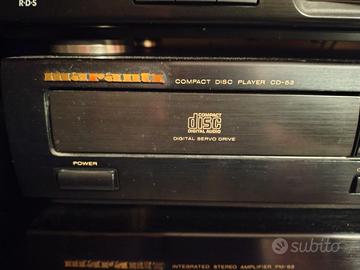 R·D·S
marantz COMPACT DISC PLAYER CD-53
COMPACT
disc
DIGITAL AUDIO
DIGITAL SERVO DRIVE
POWER
INTEGRATED STEREO AMPLIFIER PM-53
subito